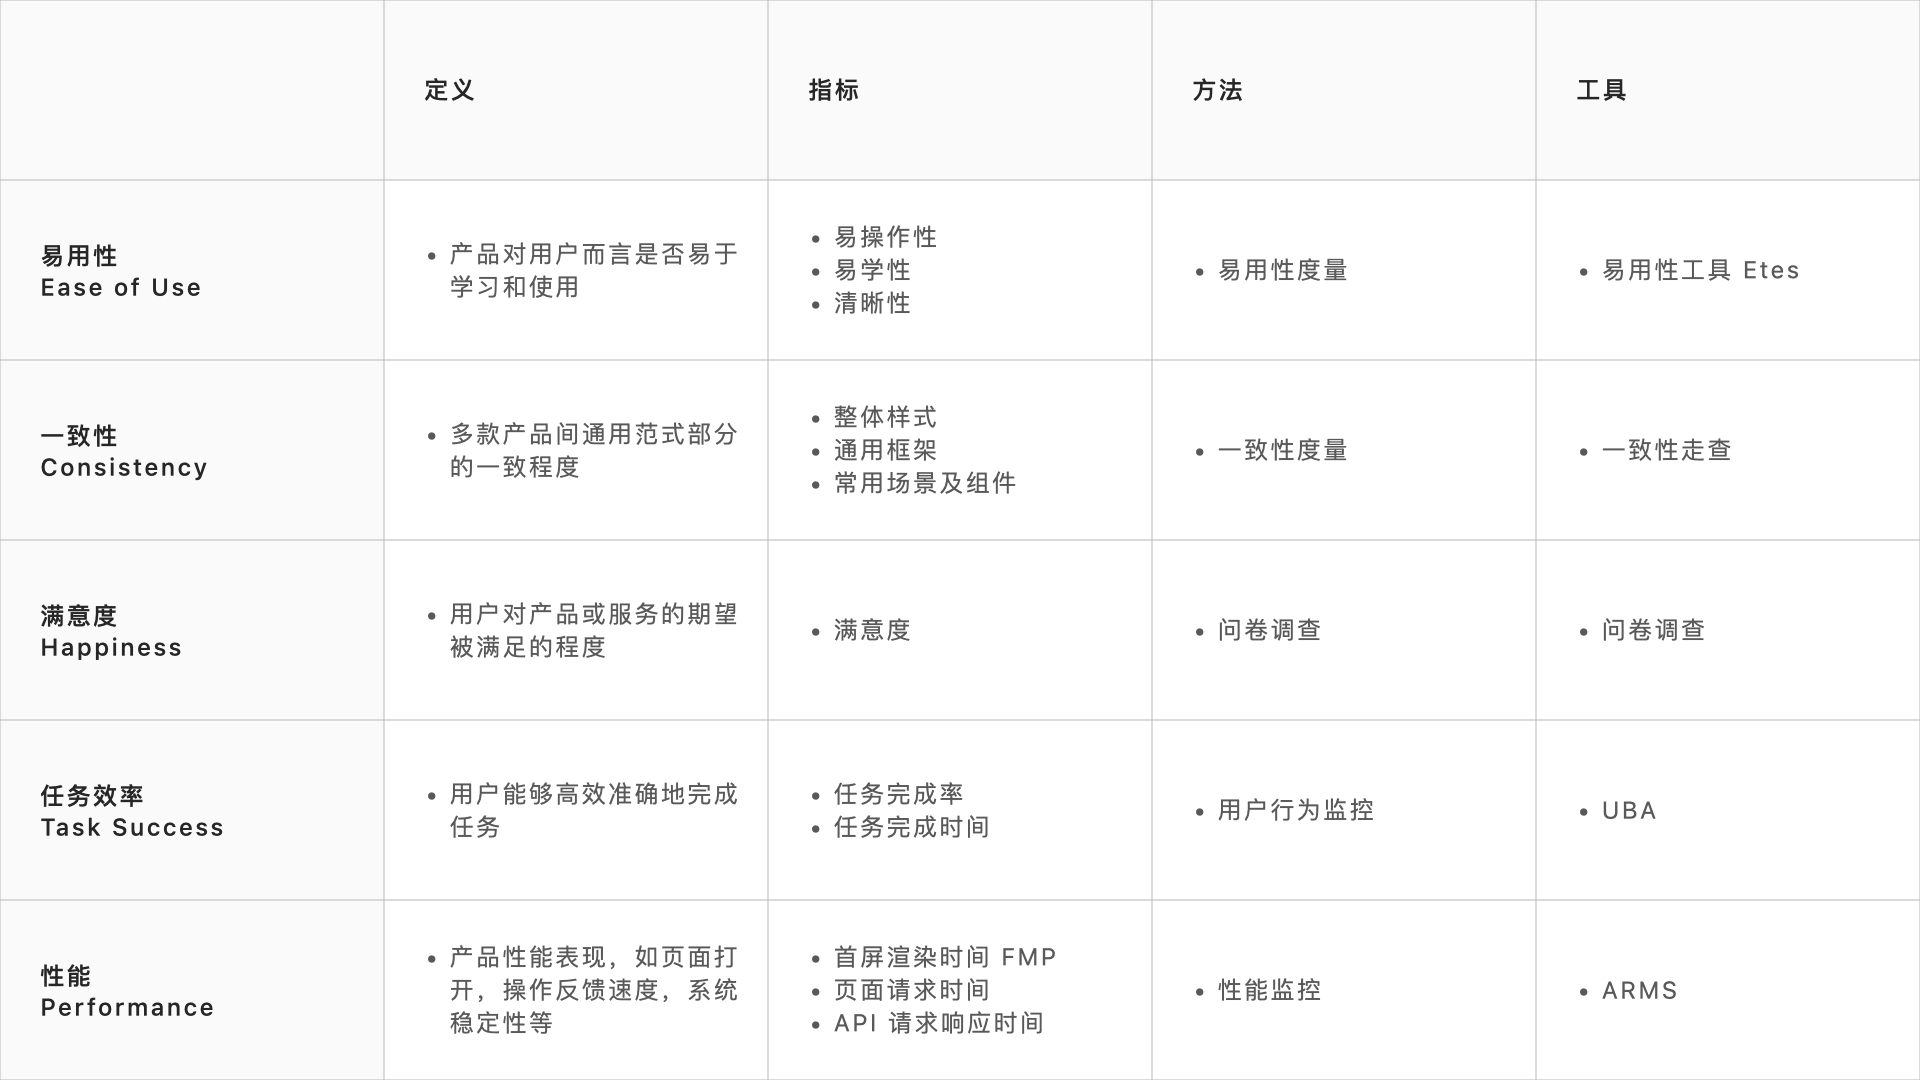 定义
指标
方法
工具
易用性
Ease of Use
• 产品对用户而言是否易于
学习和使用
• 易操作性
• 易学性
• 清晰性
• 易用性度量
• 易用性工具 Etes
一致性
Consistency
• 多款产品间通用范式部分
的一致程度
• 整体样式
• 通用框架
• 常用场景及组件
• 一致性度量
• 一致性走查
满意度
Happiness
• 用户对产品或服务的期望
被满足的程度
• 满意度
• 问卷调查
• 问卷调查
任务效率
Task Success
• 用户能够高效准确地完成
任务
• 任务完成率
• 任务完成时间
• 用户行为监控
• UBA
性能
Performance
• 产品性能表现，如页面打
开，操作反馈速度，系统
稳定性等
• 首屏渲染时间 FMP
• 页面请求时间
• API 请求响应时间
• 性能监控
• ARMS